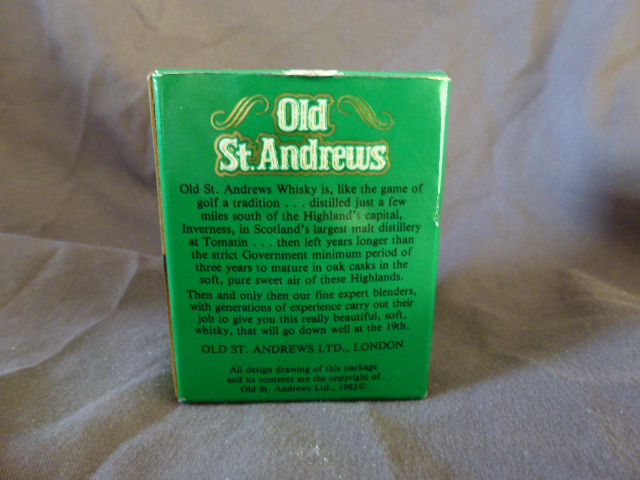 Old
St. Andrews
Old St. Andrews Whisky is, like the game of
golf a tradition . . . distilled just a few
miles south of the Highland's capital,
Inverness, in Scotland's largest malt distillery
at Tomatin . . . then left years longer than
the strict Government minimum period of
three years to mature in oak casks in the
soft, pure sweet air of these Highlands.
Then and only then our fine expert blenders,
with generations of experience carry out their
job to give you this really beautiful, soft,
whisky, that will go down well at the 19th.
OLD ST. ANDREWS LTD., LONDON
All design drawing of this package
and its contents are the copyright of
Old St. Andrews Ltd., 1982©